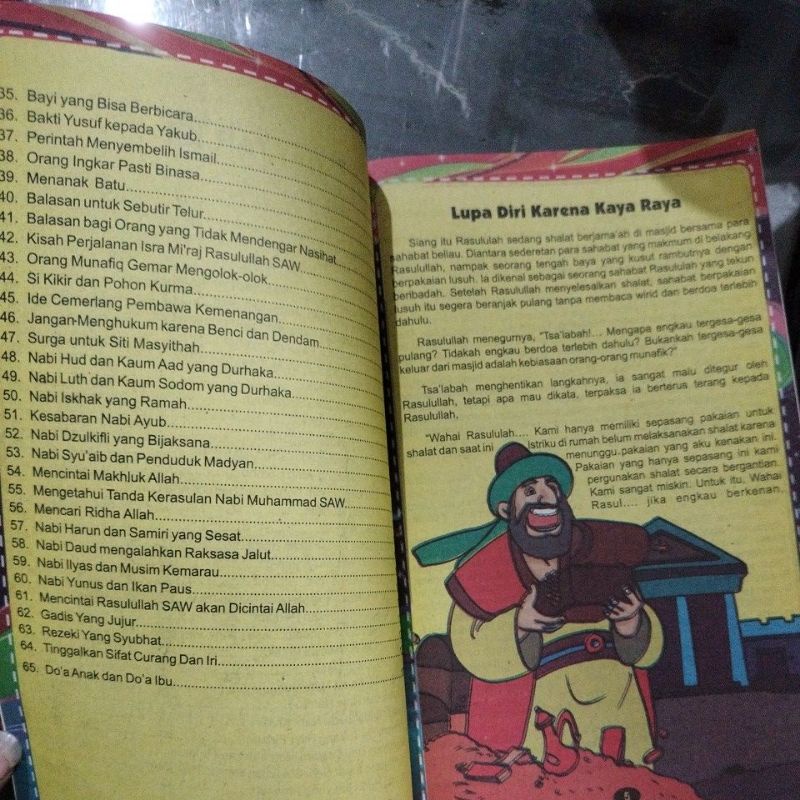 35. Bayi yang Bisa Berbicara
36. Bakti Yusuf kepada Yakub
37. Perintah Menyembelih Ismail
38. Orang Ingkar Pasti Binasa
39. Menanak Batu
40. Balasan untuk Sebutir Telur
41. Balasan bagi Orang yang Tidak Mendengar Nasihat
42. Kisah Perjalanan Isra Mi'raj Rasulullah SAW
43. Orang Munafiq Gemar Mengolok-olok
44. Si Kikir dan Pohon Kurma
45. Ide Cemerlang Pembawa Kemenangan
46. Jangan Menghukum karena Benci dan Dendam
47. Surga untuk Siti Masyithah
48. Nabi Hud dan Kaum Aad yang Durhaka
49. Nabi Luth dan Kaum Sodom yang Durhaka
50. Nabi Iskhak yang Ramah
51. Kesabaran Nabi Ayub
52. Nabi Dzulkifli yang Bijaksana
53. Nabi Syu'aib dan Penduduk Madyan
54. Mencintai Makhluk Allah
55. Mengetahui Tanda Kerasulan Nabi Muhammad SAW
56. Mencari Ridha Allah
57. Nabi Harun dan Samiri yang Sesat
58. Nabi Daud mengalahkan Raksasa Jalut
59. Nabi Ilyas dan Musim Kemarau
60. Nabi Yunus dan Ikan Paus
61. Mencintai Rasulullah SAW akan Dicintai Allah
62. Gadis Yang Jujur
63. Rezeki Yang Syubhat
64. Tinggalkan Sifat Curang Dan Iri
65. Do'a Anak dan Do'a Ibu
Lupa Diri Karena Kaya Raya
Siang itu Rasululah sedang shalat berjema'ah di masjid bersama para
sahabat beliau. Diantara sederetan para sahabat yang makmum di belakang
Rasulullah, nampak seorang tengah baya yang kusut rambutnya dengan
berpakaian lusuh. Ia dikenal sebagai seorang sahabat Rasululah yang tekun
beribadah. Setelah Rasulullah menyelesaikan shalat, sahabat berpakaian
lusuh itu segera beranjak pulang tanpa membaca wirid dan berdoa terlebih
dahulu.
Rasulullah menegurnya, "Tsa'labah!... Mengapa engkau tergesa-gesa
pulang? Tidakah engkau berdoa terlebih dahulu? Bukankah tergesa-gesa
keluar dari masjid adalah kebiasaan orang-orang munafik?"
Tsa'labah menghentikan langkahnya, ia sangat malu ditegur oleh
Rasulullah, tetapi apa mau dikata, terpaksa ia berterus terang kepada
Rasulullah,
"Wahai Rasululah.... Kami hanya memiliki sepasang pakaian untuk
shalat dan saat ini istriku di rumah belum melaksanakan shalat karena
menunggu pakaian yang aku kenakan ini.
Pakaian yang hanya sepasang ini kami
pergunakan shalat secara bergantian.
Kami sangat miskin. Untuk itu, Wahai
Rasul.... jika engkau berkenan..